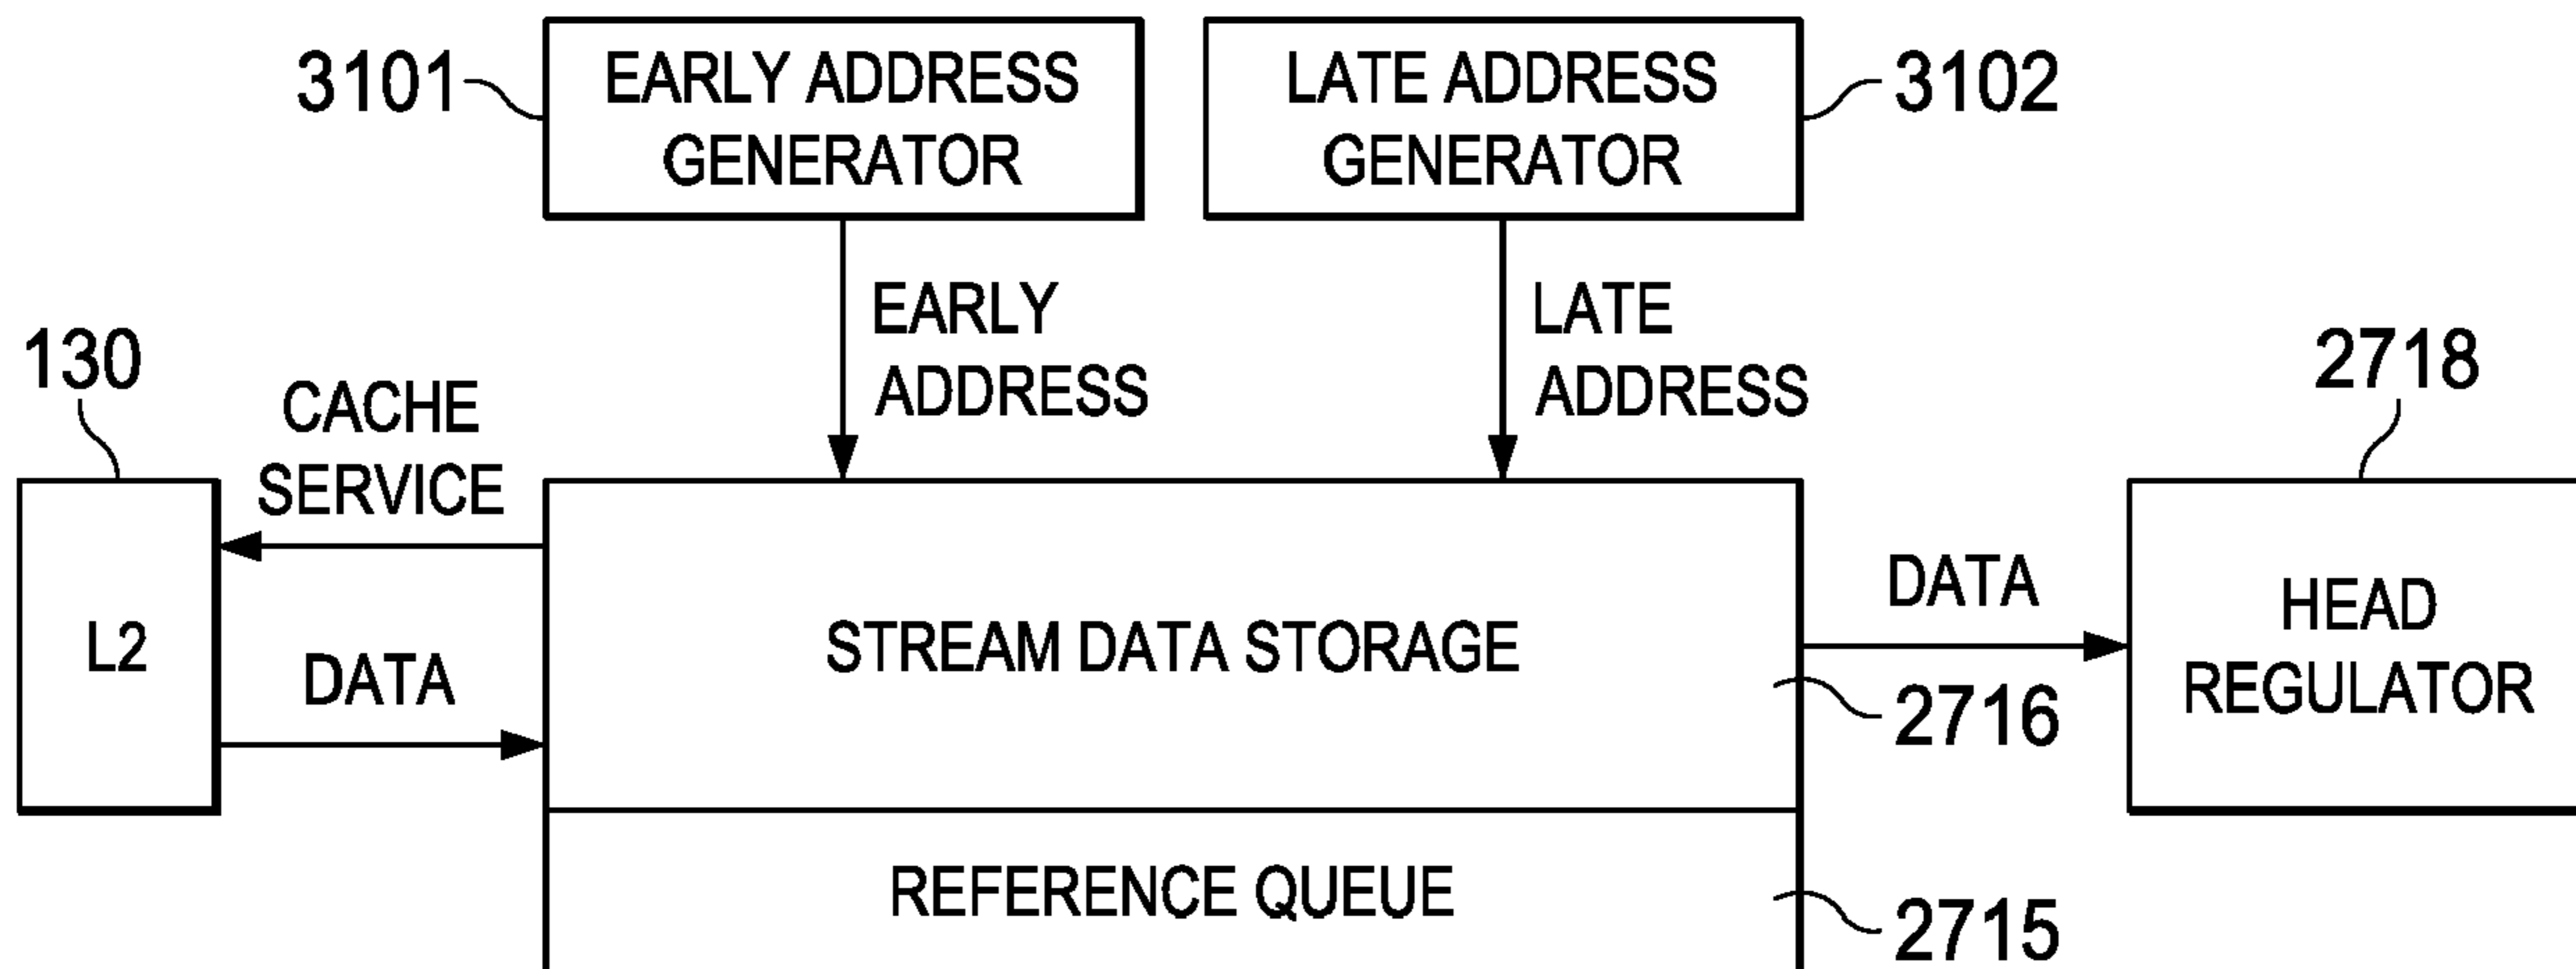 3101
EARLY ADDRESS
GENERATOR
LATE ADDRESS
GENERATOR
3102
EARLY
ADDRESS
LATE
ADDRESS
130
CACHE
SERVICE
2718
L2
DATA
STREAM DATA STORAGE
DATA
HEAD
REGULATOR
2716
REFERENCE QUEUE
2715